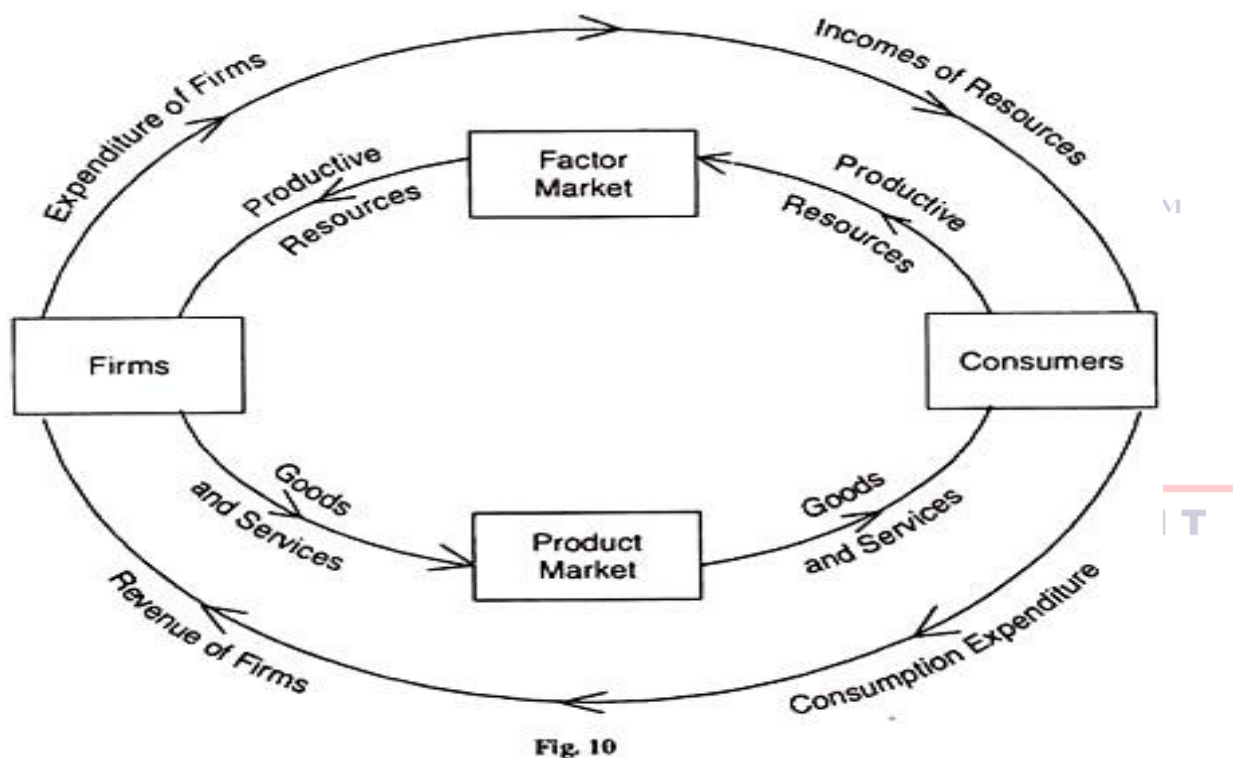 Expenditure of Firms
Incomes of Resources
Factor
Market
Productive
Resources
Productive
Resources
Firms
Consumers
Goods
and Services
Product
Market
Goods
and Services
Revenue of Firms
Consumption Expenditure
Fig. 10